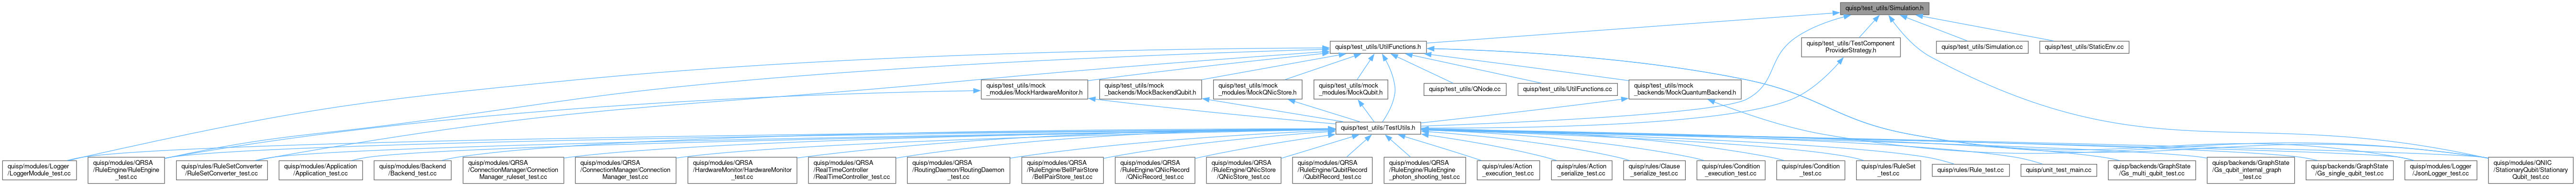 quisp/test_utils/Simulation.h
quisp/test_utils/UtilFunctions.h
quisp/test_utils/TestComponent
ProviderStrategy.h
quisp/test_utils/Simulation.cc
quisp/test_utils/StaticEnv.cc
quisp/test_utils/mock
_modules/MockHardwareMonitor.h
quisp/test_utils/mock
_backends/MockBackendQubit.h
quisp/test_utils/mock
_modules/MockQNicStore.h
quisp/test_utils/mock
_modules/MockQubit.h
quisp/test_utils/QNode.cc
quisp/test_utils/UtilFunctions.cc
quisp/test_utils/mock
_backends/MockQuantumBackend.h
quisp/test_utils/TestUtils.h
quisp/modules/Logger
/LoggerModule_test.cc
quisp/modules/QRSA
/RuleEngine/RuleEngine
_test.cc
quisp/rules/RuleSetConverter
/RuleSetConverter_test.cc
quisp/modules/Application
/Application_test.cc
quisp/modules/Backend
/Backend_test.cc
quisp/modules/QRSA
/ConnectionManager/Connection
Manager_ruleset_test.cc
quisp/modules/QRSA
/ConnectionManager/Connection
Manager_test.cc
quisp/modules/QRSA
/HardwareMonitor/HardwareMonitor
_test.cc
quisp/modules/QRSA
/RealTimeController
/RealTimeController_test.cc
quisp/modules/QRSA
/RoutingDaemon/RoutingDaemon
_test.cc
quisp/modules/QRSA
/RuleEngine/BellPairStore
/BellPairStore_test.cc
quisp/modules/QRSA
/RuleEngine/QNicRecord
/QNicRecord_test.cc
quisp/modules/QRSA
/RuleEngine/QNicStore
/QNicStore_test.cc
quisp/modules/QRSA
/RuleEngine/QubitRecord
/QubitRecord_test.cc
quisp/modules/QRSA
/RuleEngine/RuleEngine
_photon_shooting_test.cc
quisp/rules/Action
_execution_test.cc
quisp/rules/Action
_serialize_test.cc
quisp/rules/Clause
_serialize_test.cc
quisp/rules/Condition
_execution_test.cc
quisp/rules/Condition
_test.cc
quisp/rules/RuleSet
_test.cc
quisp/rules/Rule_test.cc
quisp/unit_test_main.cc
quisp/backends/GraphState
/Gs_multi_qubit_test.cc
quisp/backends/GraphState
/Gs_qubit_internal_graph
_test.cc
quisp/backends/GraphState
/Gs_single_qubit_test.cc
quisp/modules/Logger
/JsonLogger_test.cc
quisp/modules/QNIC
/StationaryQubit/Stationary
Qubit_test.cc